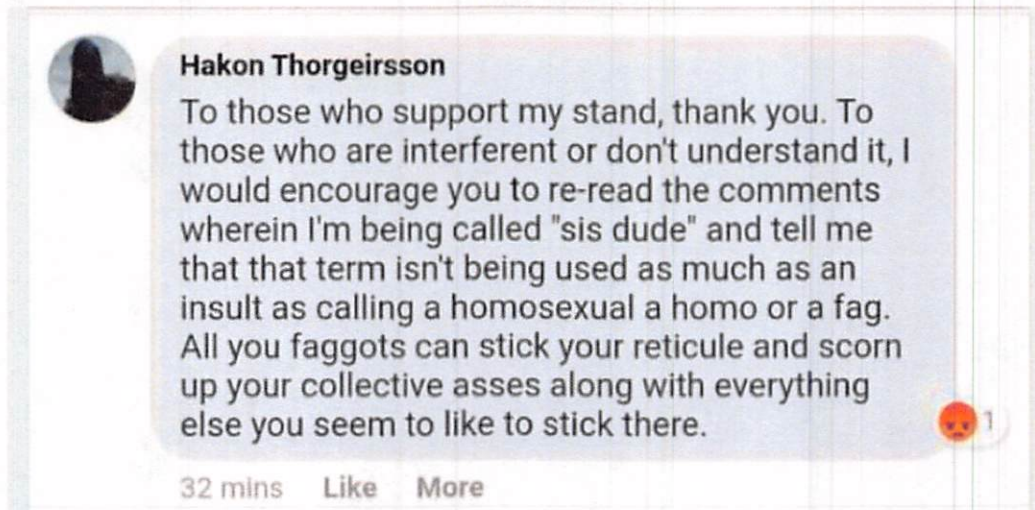 Hakon Thorgeirsson
To those who support my stand, thank you. To
those who are interferent or don't understand it, I
would encourage you to re-read the comments
wherein I'm being called "sis dude" and tell me
that that term isn't being used as much as an
insult as calling a homosexual a homo or a fag.
All you faggots can stick your reticule and scorn
up your collective asses along with everything
else you seem to like to stick there.
1
32 mins Like More